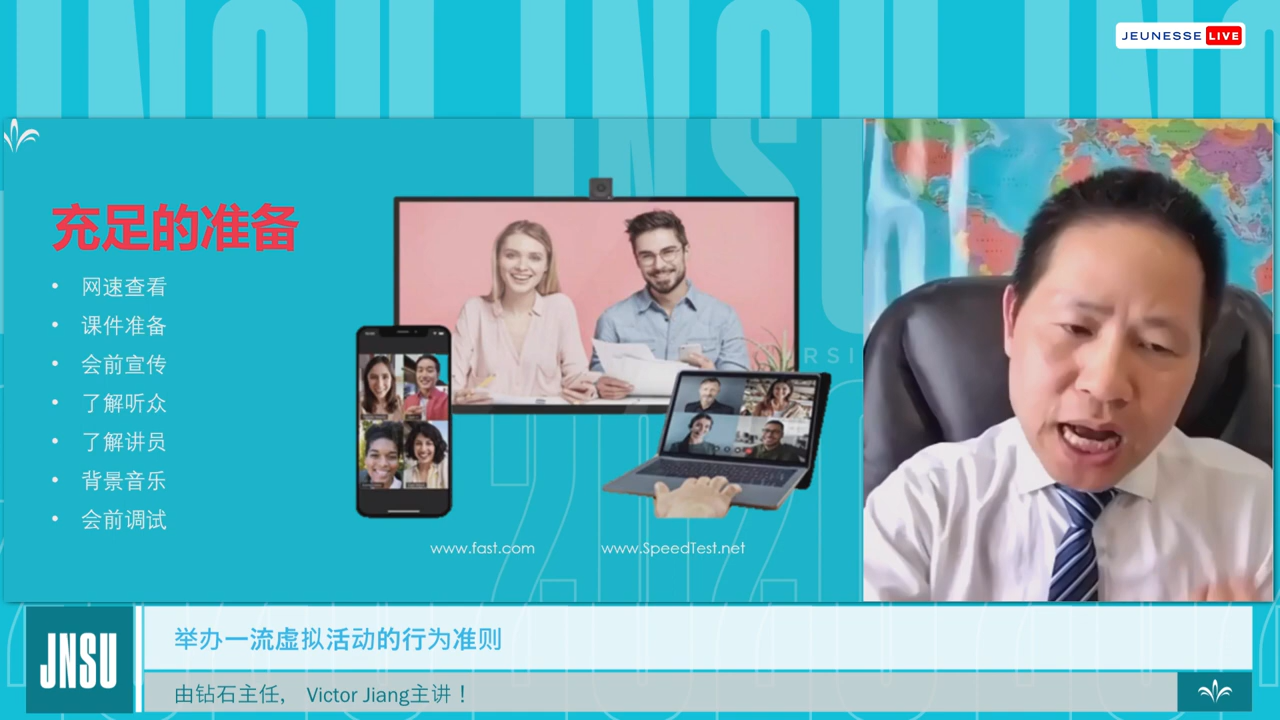 JEUNESSE LIVE
充足的准备
• 网速查看
• 课件准备
• 会前宣传
• 了解听众
• 了解讲员
• 背景音乐
• 会前调试
www.fast.com
www.SpeedTest.net
JNSU
举办一流虚拟活动的行为准则
由钻石主任， Victor Jiang主讲！